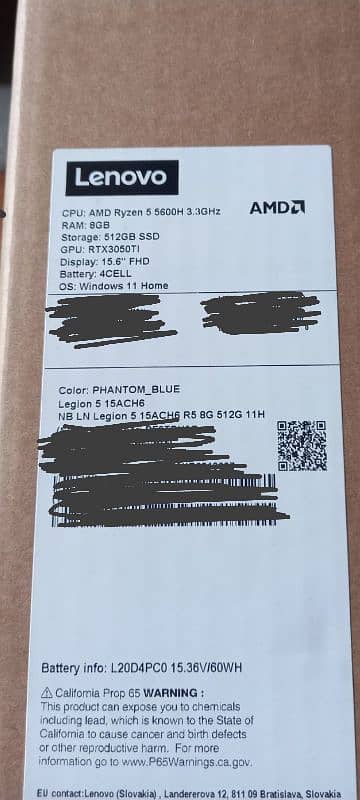 Lenovo
CPU: AMD Ryzen 5 5600H 3.3GHz
AMD
RAM: 8GB
Storage: 512GB SSD
GPU: RTX3050TI
Display: 15.6" FHD
Battery: 4CELL
OS: Windows 11 Home
Color: PHANTOM_BLUE
Legion 5 15ACH6
NB LN Legion 5 15ACH6 R5 8G 512G 11H
Battery info: L20D4PC0 15.36V/60WH
⚠ California Prop 65 WARNING :
This product can expose you to chemicals
including lead, which is known to the State of
California to cause cancer and birth defects
or other reproductive harm. For more
information go to www.P65Warnings.ca.gov.
EU contact:Lenovo (Slovakia) , Landererova 12, 811 09 Bratislava, Slovakia